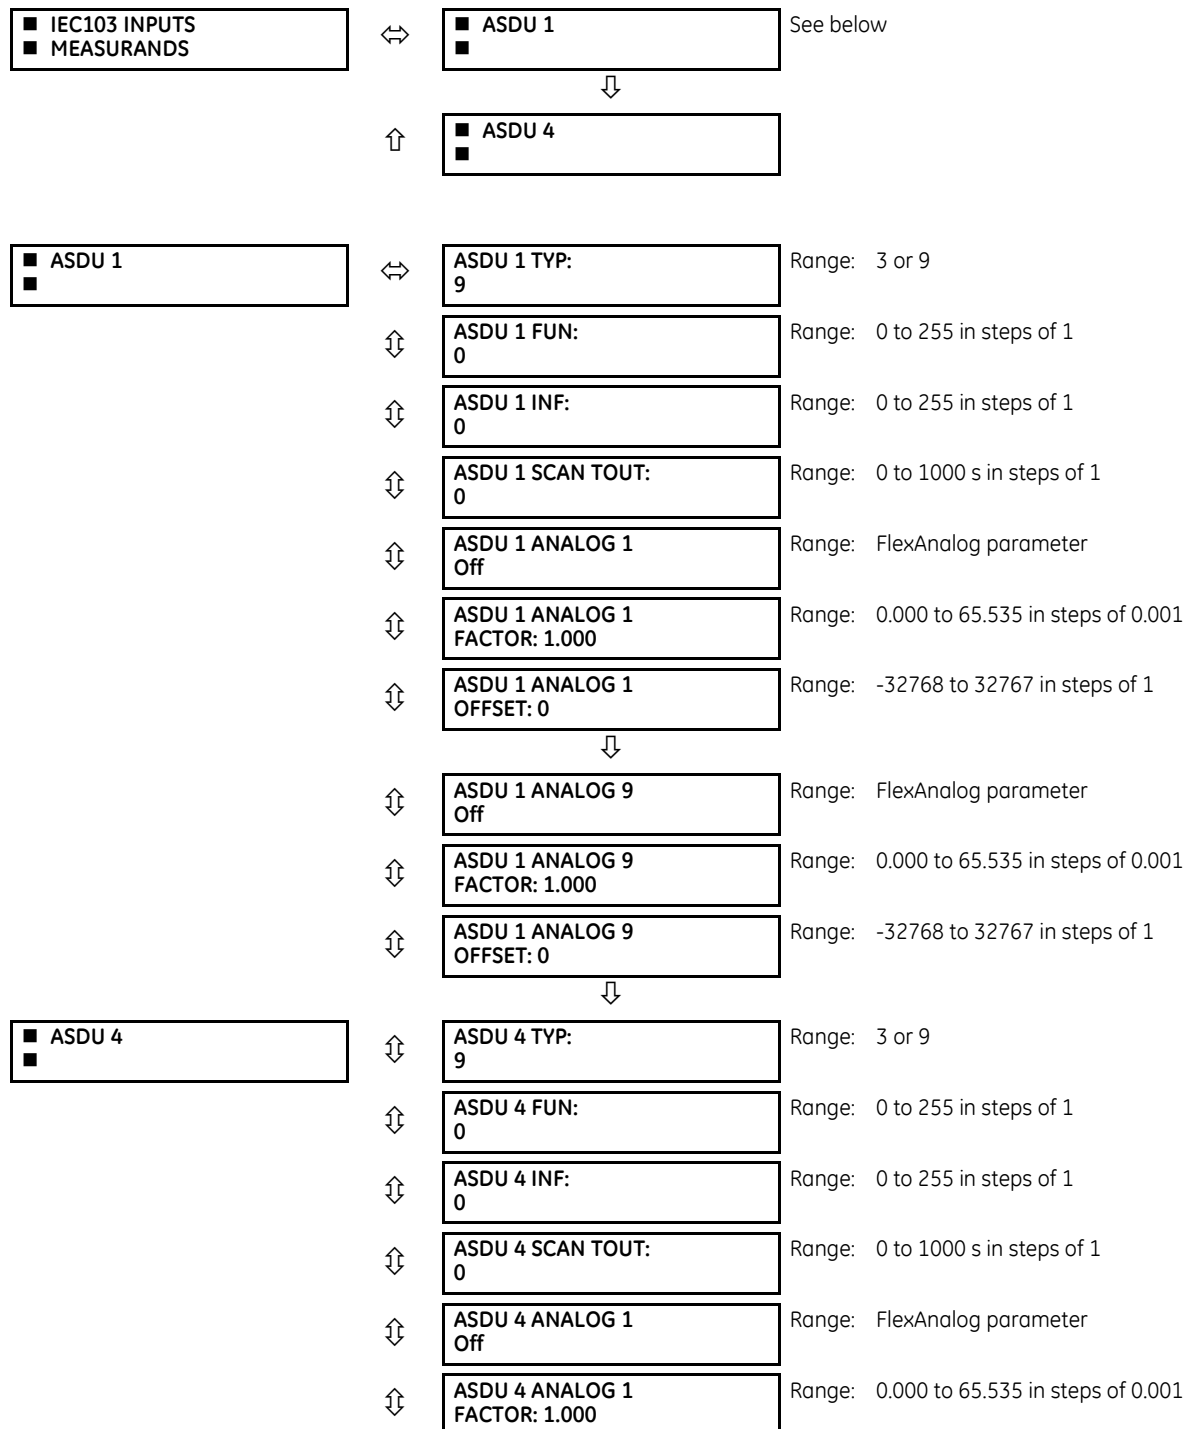 ■ IEC103 INPUTS
■ MEASURANDS
⬄
■ ASDU 1
■
See below
⇩
⇧
■ ASDU 4
■
■ ASDU 1
■
⬄
ASDU 1 TYP:
9
Range: 3 or 9
⇳
ASDU 1 FUN:
0
Range: 0 to 255 in steps of 1
⇳
ASDU 1 INF:
0
Range: 0 to 255 in steps of 1
⇳
ASDU 1 SCAN TOUT:
0
Range: 0 to 1000 s in steps of 1
⇳
ASDU 1 ANALOG 1
Off
Range: FlexAnalog parameter
⇳
ASDU 1 ANALOG 1
FACTOR: 1.000
Range: 0.000 to 65.535 in steps of 0.001
⇳
ASDU 1 ANALOG 1
OFFSET: 0
Range: -32768 to 32767 in steps of 1
⇩
⇳
ASDU 1 ANALOG 9
Off
Range: FlexAnalog parameter
⇳
ASDU 1 ANALOG 9
FACTOR: 1.000
Range: 0.000 to 65.535 in steps of 0.001
⇳
ASDU 1 ANALOG 9
OFFSET: 0
Range: -32768 to 32767 in steps of 1
⇩
■ ASDU 4
■
⇳
ASDU 4 TYP:
9
Range: 3 or 9
⇳
ASDU 4 FUN:
0
Range: 0 to 255 in steps of 1
⇳
ASDU 4 INF:
0
Range: 0 to 255 in steps of 1
⇳
ASDU 4 SCAN TOUT:
0
Range: 0 to 1000 s in steps of 1
⇳
ASDU 4 ANALOG 1
Off
Range: FlexAnalog parameter
⇳
ASDU 4 ANALOG 1
FACTOR: 1.000
Range: 0.000 to 65.535 in steps of 0.001